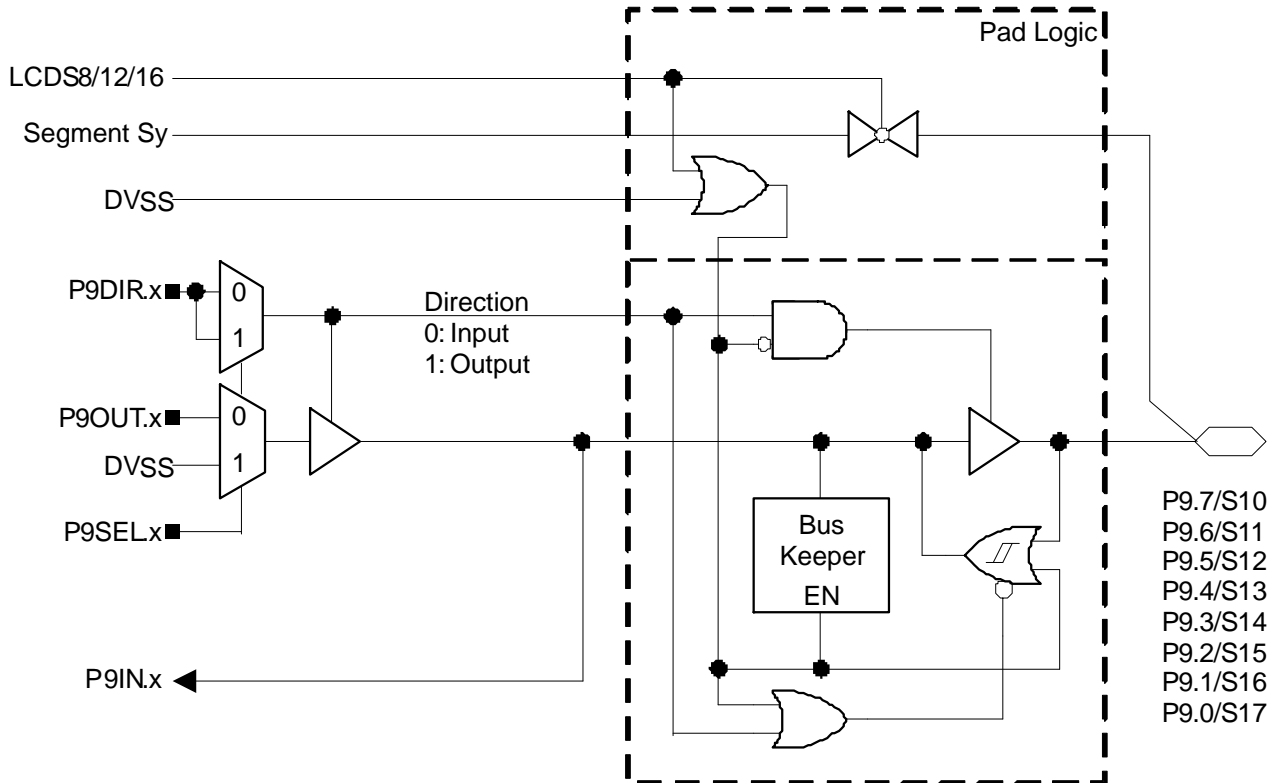 Pad Logic
LCDS8/12/16
Segment Sy
DVSS
P9DIR.x
0
1
Direction
0: Input
1: Output
P9OUT.x
0
DVSS
1
P9SEL.x
Bus
Keeper
EN
P9IN.x
P9.7/S10
P9.6/S11
P9.5/S12
P9.4/S13
P9.3/S14
P9.2/S15
P9.1/S16
P9.0/S17